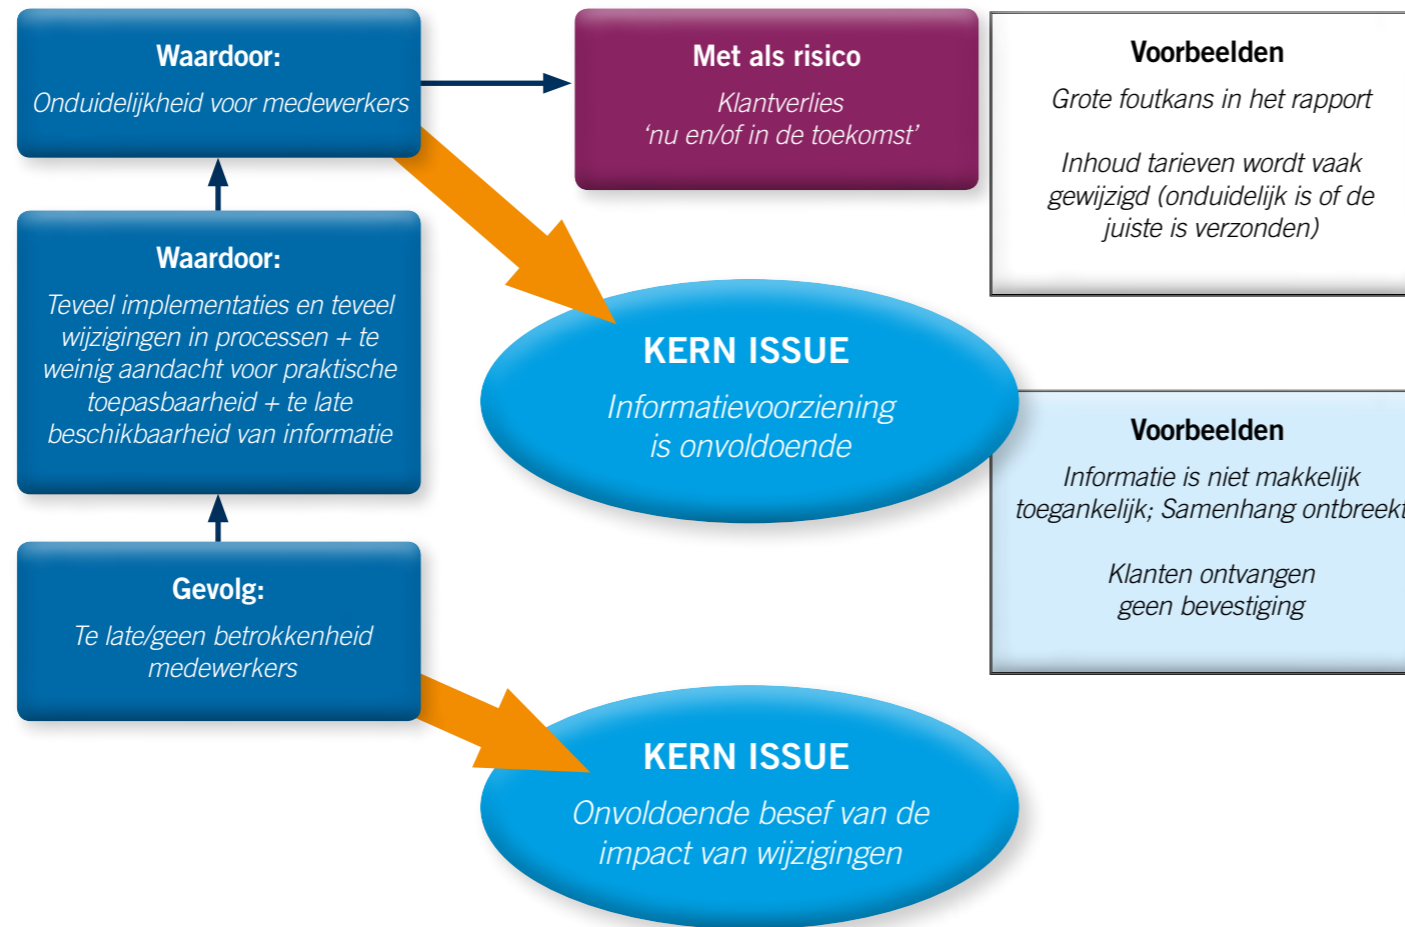 Waardoor:
Onduidelijkheid voor medewerkers
Met als risico
Klantverlies
‘nu en/of in de toekomst’
Voorbeelden
Grote foutkans in het rapport
Inhoud tarieven wordt vaak
gewijzigd (onduidelijk is of de
juiste is verzonden)
Waardoor:
Teveel implementaties en teveel
wijzigingen in processen + te
weinig aandacht voor praktische
toepasbaarheid + te late
beschikbaarheid van informatie
KERN ISSUE
Informatievoorziening
is onvoldoende
Voorbeelden
Informatie is niet makkelijk
toegankelijk; Samenhang ontbreekt
Klanten ontvangen
geen bevestiging
Gevolg:
Te late/geen betrokkenheid
medewerkers
KERN ISSUE
Onvoldoende besef van de
impact van wijzigingen